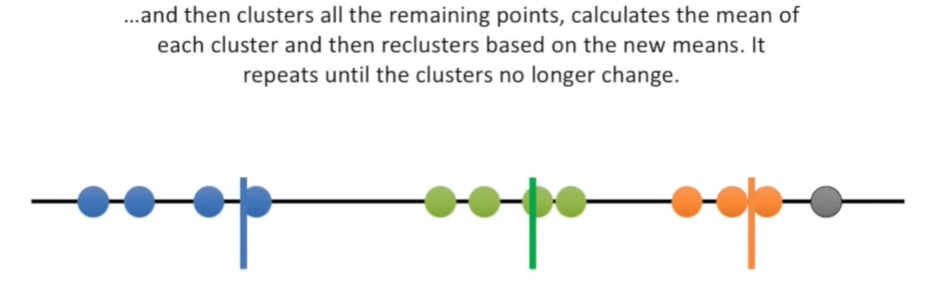 ...and then clusters all the remaining points, calculates the mean of
each cluster and then reclusters based on the new means. It
repeats until the clusters no longer change.